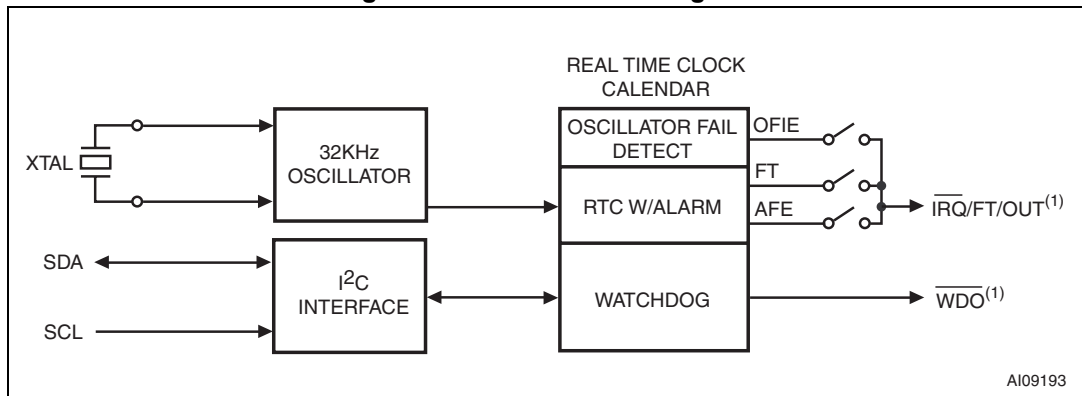 REAL TIME CLOCK
CALENDAR
OSCILLATOR FAIL
DETECT
OFIE
XTAL
32KHz
OSCILLATOR
FT
RTC W/ALARM
AFE
IRQ/FT/OUT(1)
SDA
I2C
INTERFACE
SCL
WATCHDOG
WDO(1)
AI09193